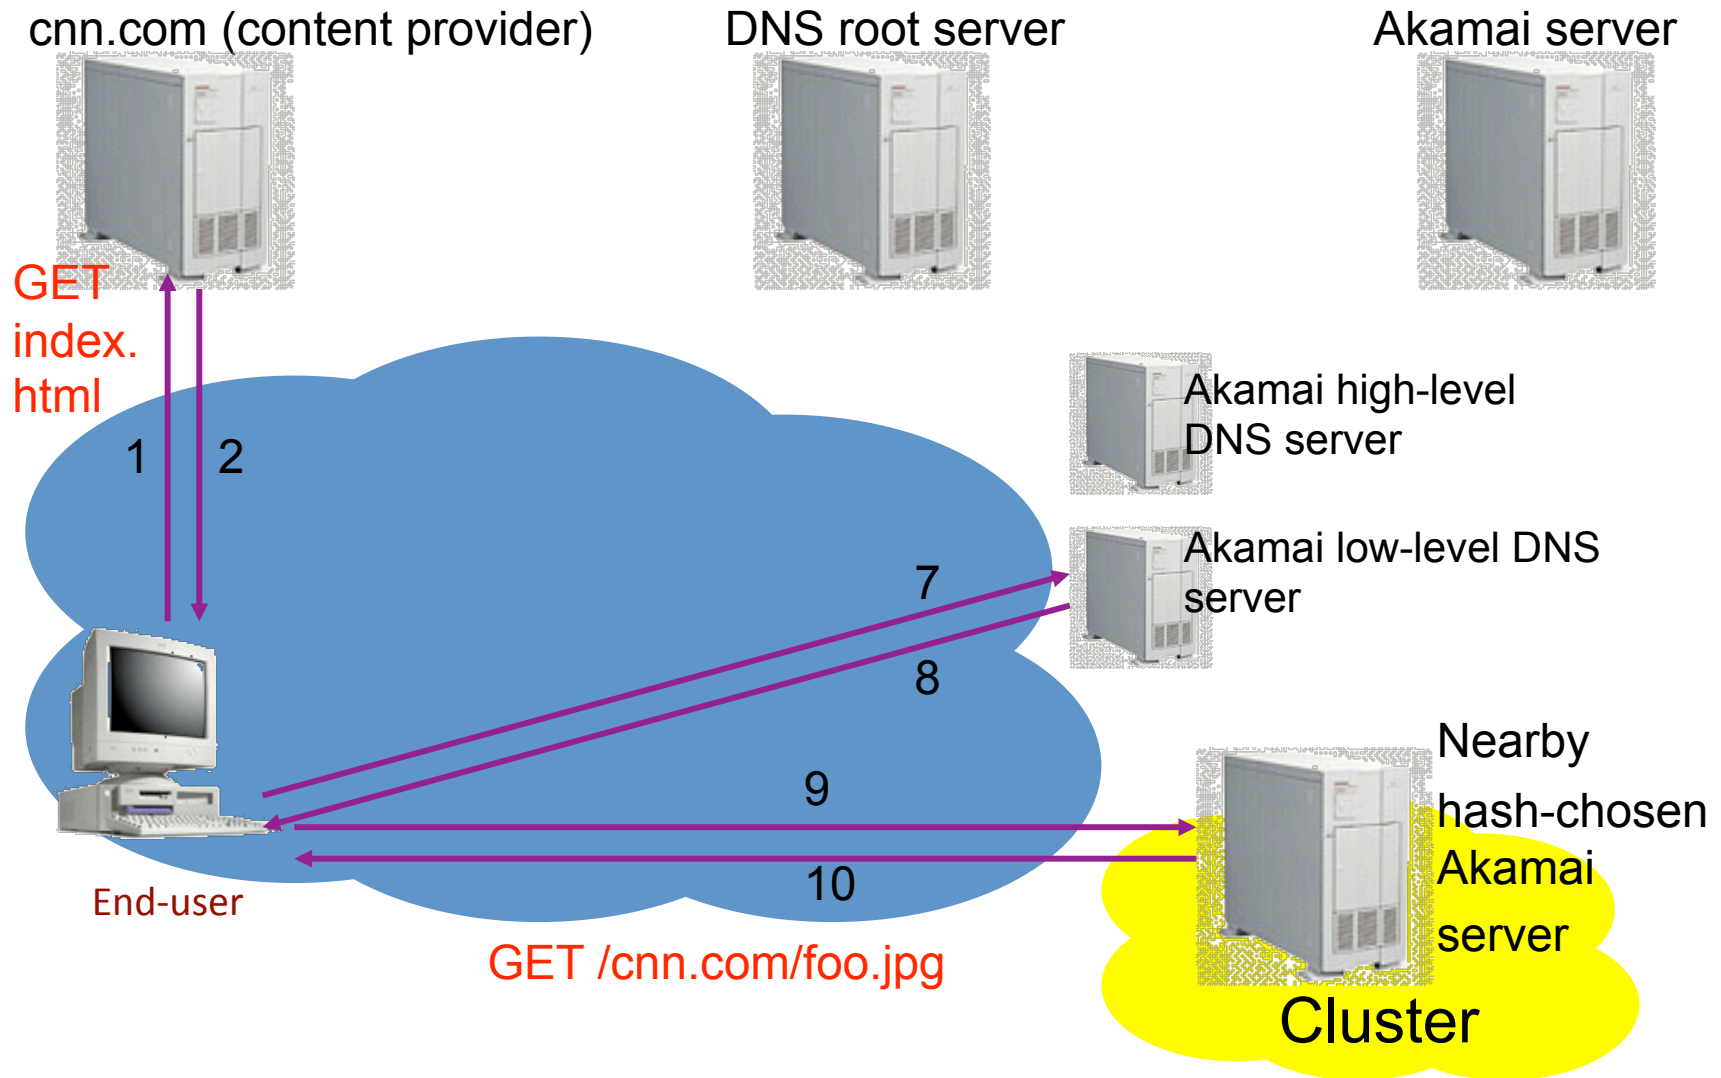 cnn.com (content provider)
DNS root server
Akamai server
GET
index.
html
1
2
Akamai high-level
DNS server
Akamai low-level DNS
server
7
8
9
10
Nearby
hash-chosen
Akamai
server
End-user
GET /cnn.com/foo.jpg
Cluster